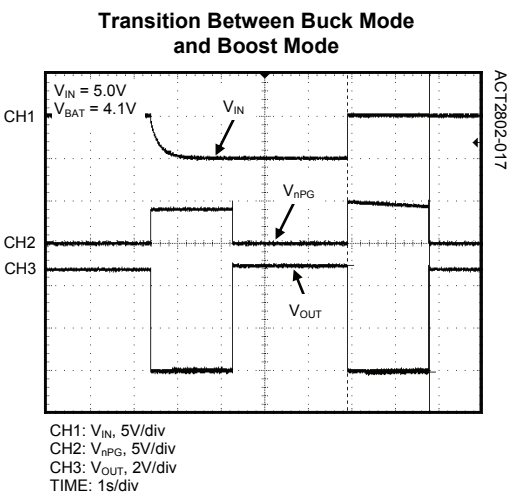 Transition Between Buck Mode
and Boost Mode
V_IN = 5.0V
V_BAT = 4.1V
CH1
V_IN
ACT2802-017
V_nPG
CH2
CH3
V_OUT
CH1: V_IN, 5V/div
CH2: V_nPG, 5V/div
CH3: V_OUT, 2V/div
TIME: 1s/div